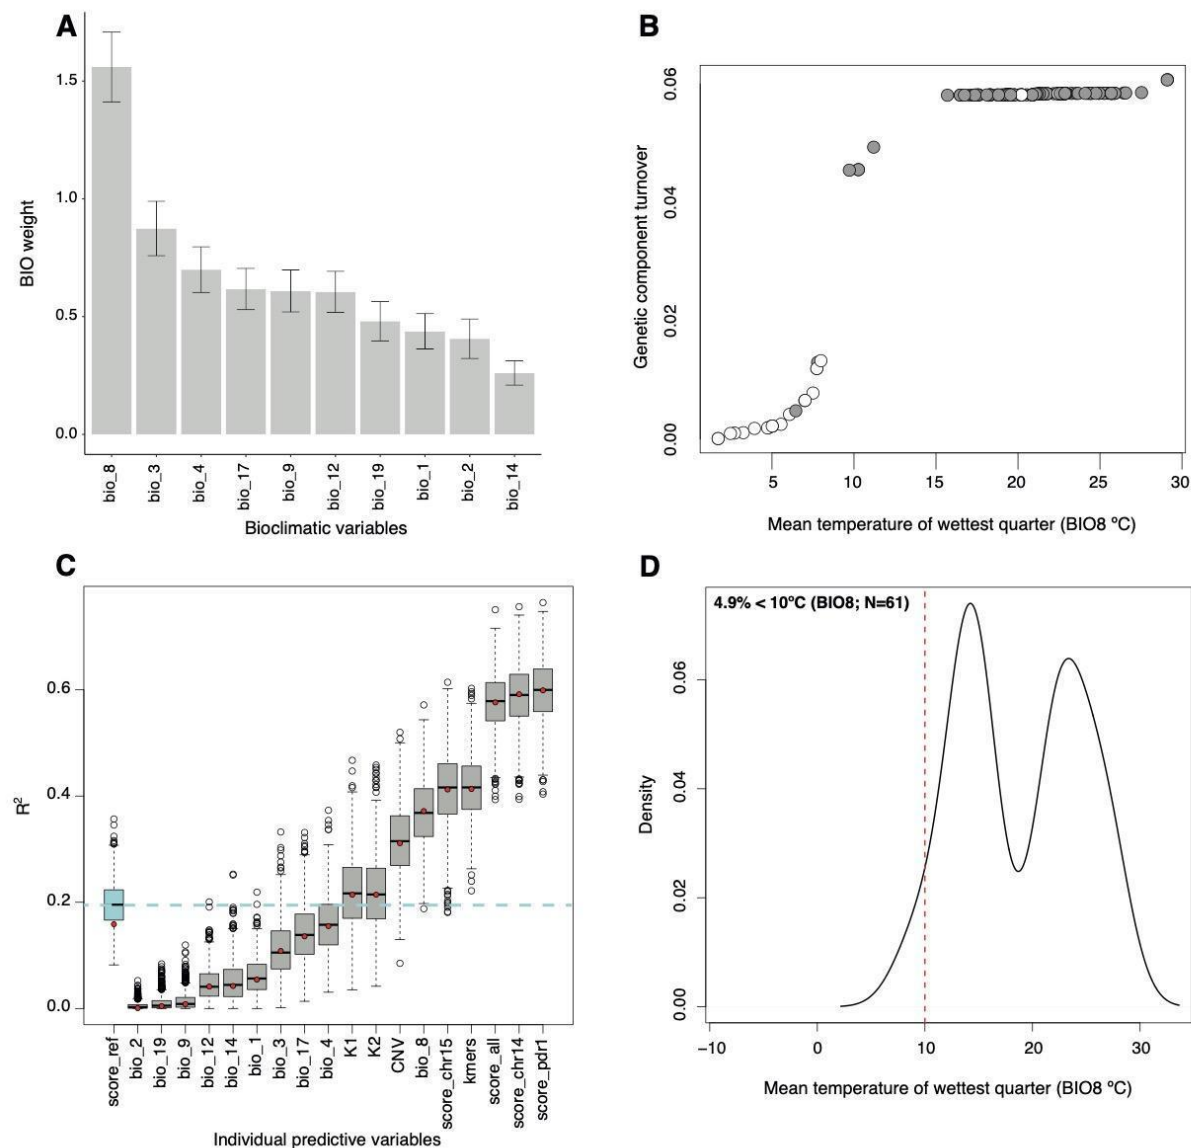 A
BIO weight
1.5
1.0
0.5
0.0
bio_8
bio_3
bio_4
bio_17
bio_9
bio_12
bio_19
bio_1
bio_2
bio_14
Bioclimatic variables
B
Genetic component turnover
0.06
0.04
0.02
0.00
5
10
15
20
25
30
Mean temperature of wettest quarter (BIO8 ºC)
C
R²
0.6
0.4
0.2
0.0
score_ref
bio_2
bio_19
bio_9
bio_12
bio_14
bio_1
bio_3
bio_17
bio_4
K1
K2
CNV
bio_8
score_chr15
kmers
score_all
score_chr14
score_pdr1
Individual predictive variables
D
4.9% < 10ºC (BIO8; N=61)
Density
0.06
0.04
0.02
0.00
−10
0
10
20
30
Mean temperature of wettest quarter (BIO8 ºC)